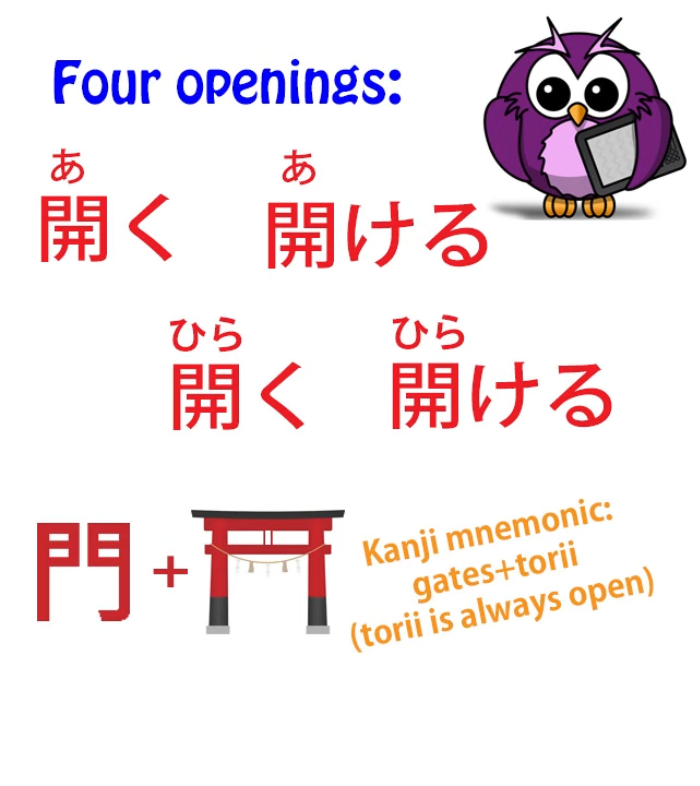 Four openings:
あ あ
開く 開ける
ひら ひら
開く 開ける
門+
Kanji mnemonic:
gates+torii
(torii is always open)